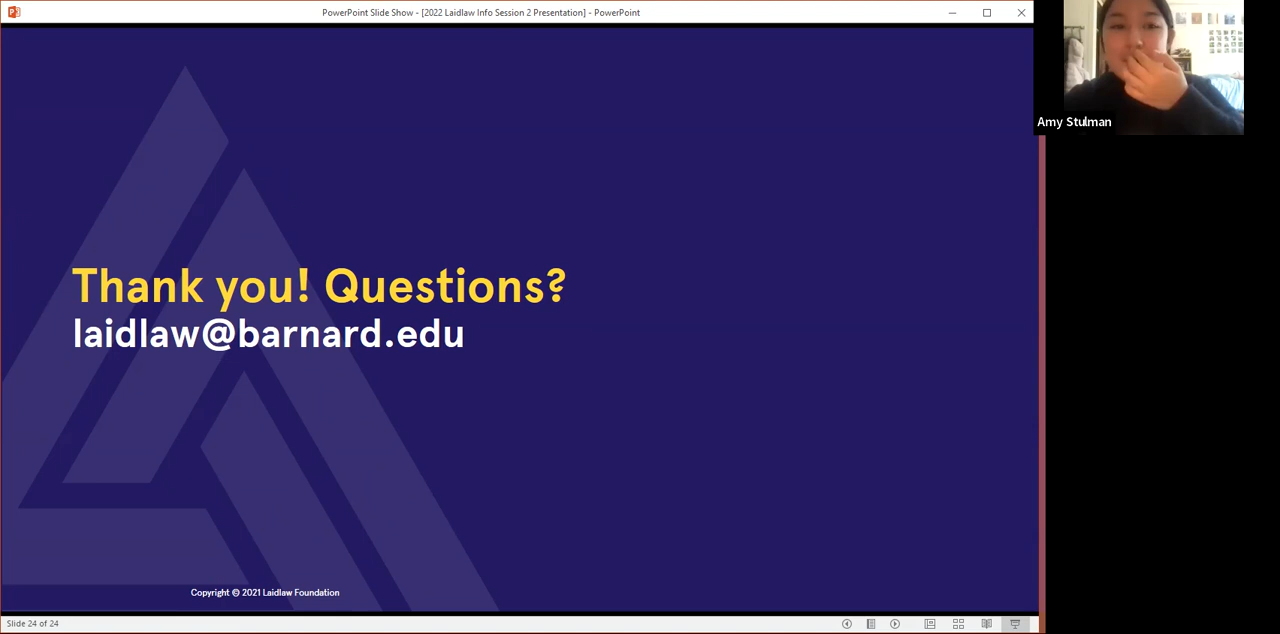 PowerPoint Slide Show - [2022 Laidlaw Info Session 2 Presentation] - PowerPoint
Amy Stulman
Thank you! Questions?
laidlaw@barnard.edu
Copyright © 2021 Laidlaw Foundation
Slide 24 of 24